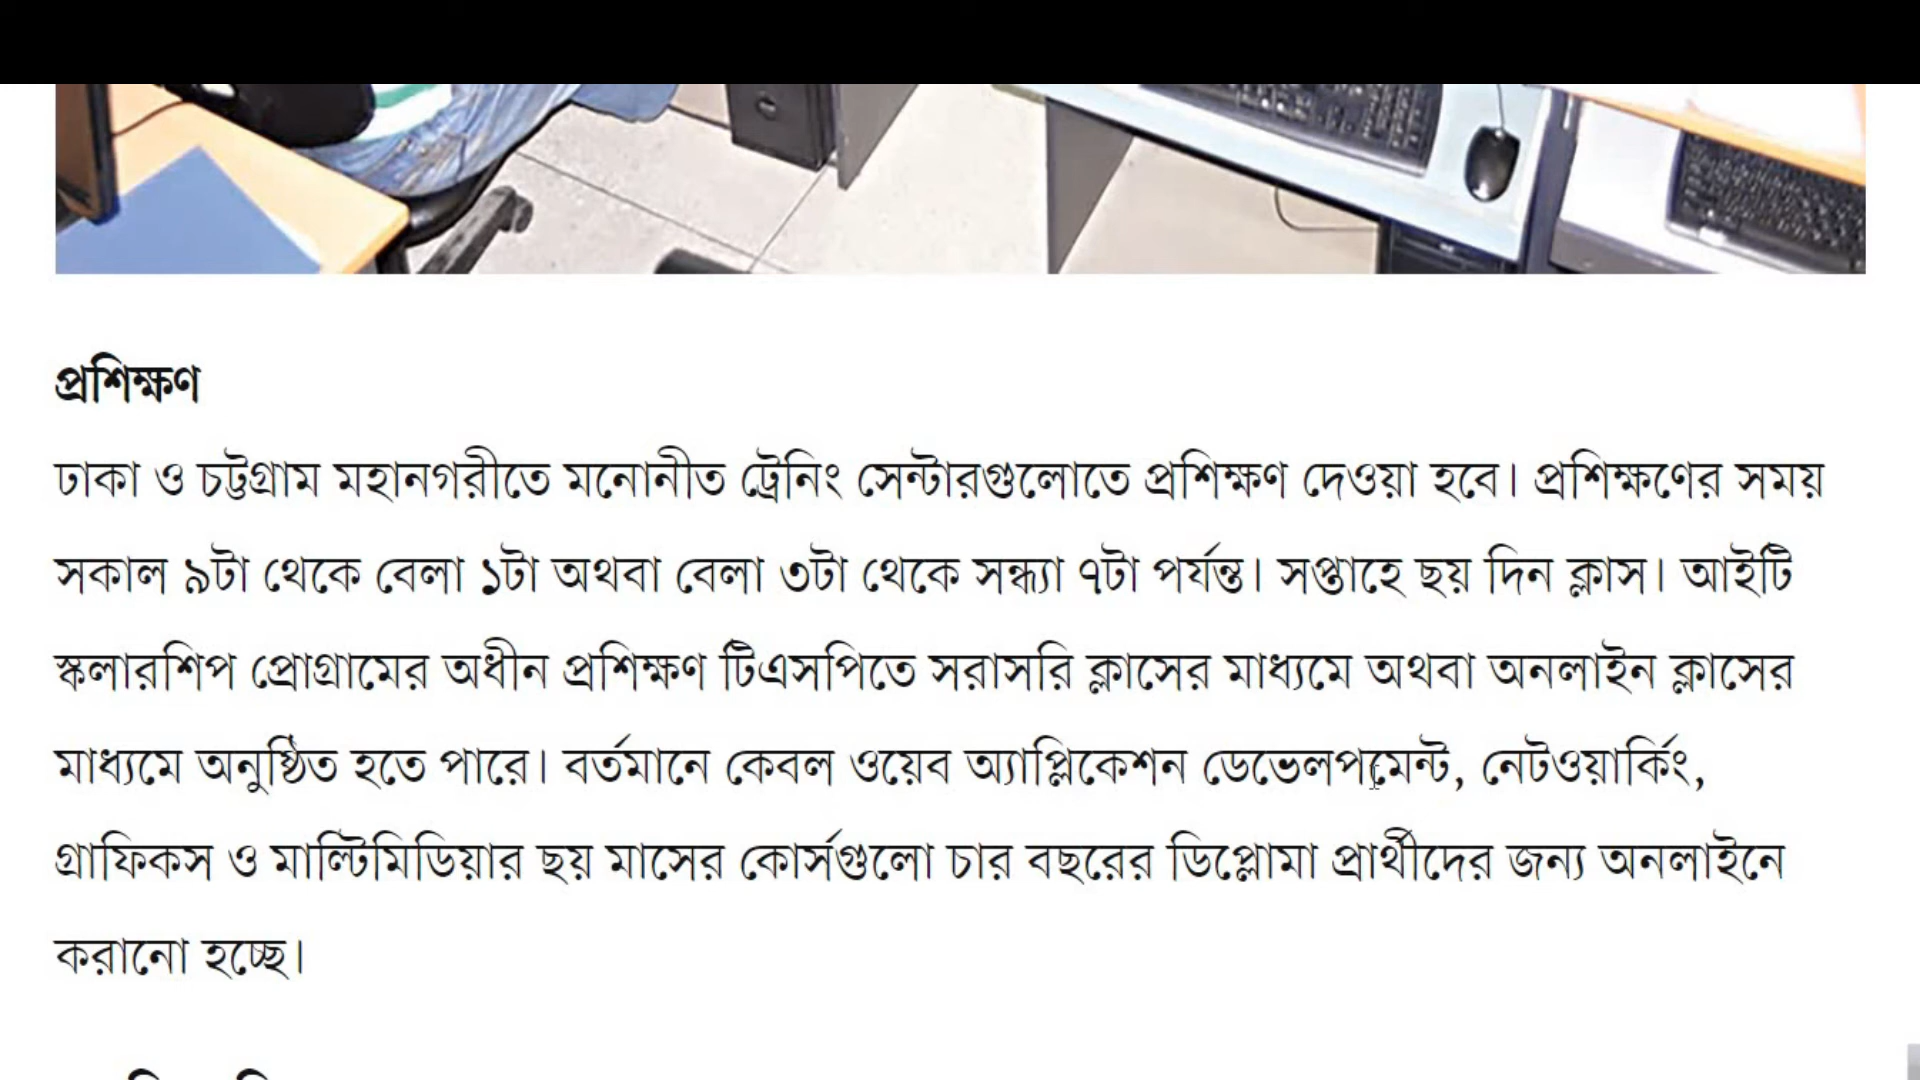 প্রশিক্ষণ
ঢাকা ও চট্টগ্রাম মহানগরীতে মনোনীত ট্রেনিং সেন্টারগুলোতে প্রশিক্ষণ দেওয়া হবে। প্রশিক্ষণের সময়
সকাল ৯টা থেকে বেলা ১টা অথবা বেলা ৩টা থেকে সন্ধ্যা ৭টা পর্যন্ত। সপ্তাহে ছয় দিন ক্লাস। আইটি
স্কলারশিপ প্রোগ্রামের অধীন প্রশিক্ষণ টিএসপিতে সরাসরি ক্লাসের মাধ্যমে অথবা অনলাইন ক্লাসের
মাধ্যমে অনুষ্ঠিত হতে পারে। বর্তমানে কেবল ওয়েব অ্যাপ্লিকেশন ডেভেলপমেন্ট, নেটওয়ার্কিং,
গ্রাফিকস ও মাল্টিমিডিয়ার ছয় মাসের কোর্সগুলো চার বছরের ডিপ্লোমা প্রার্থীদের জন্য অনলাইনে
করানো হচ্ছে।